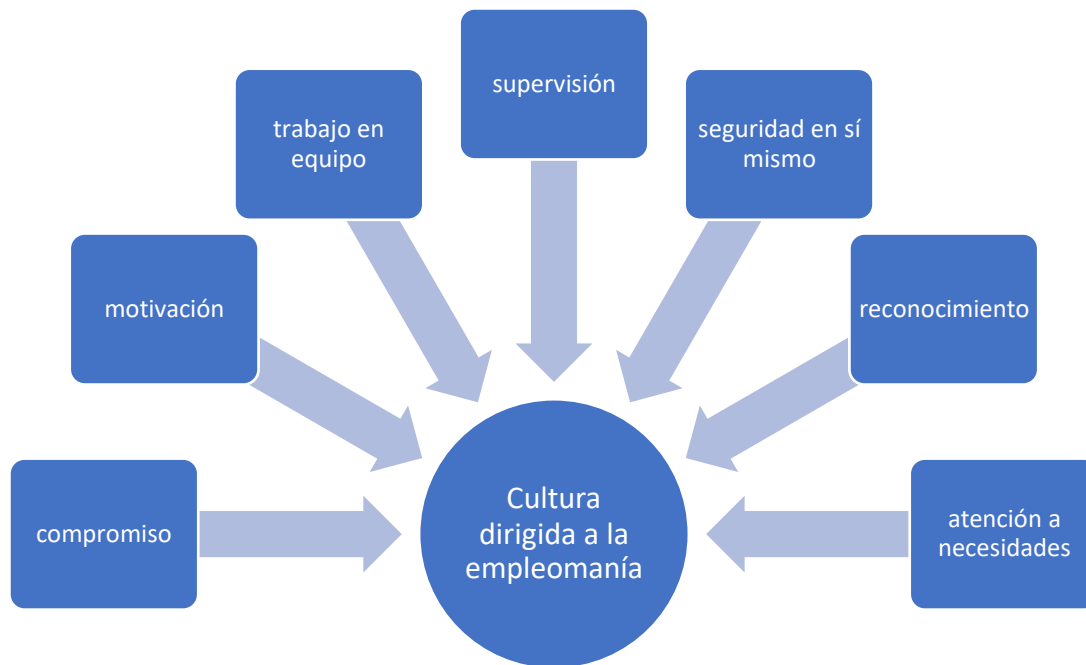 supervisión
trabajo en
equipo
seguridad en sí
mismo
motivación
reconocimiento
compromiso
Cultura
dirigida a la
empleomanía
atención a
necesidades